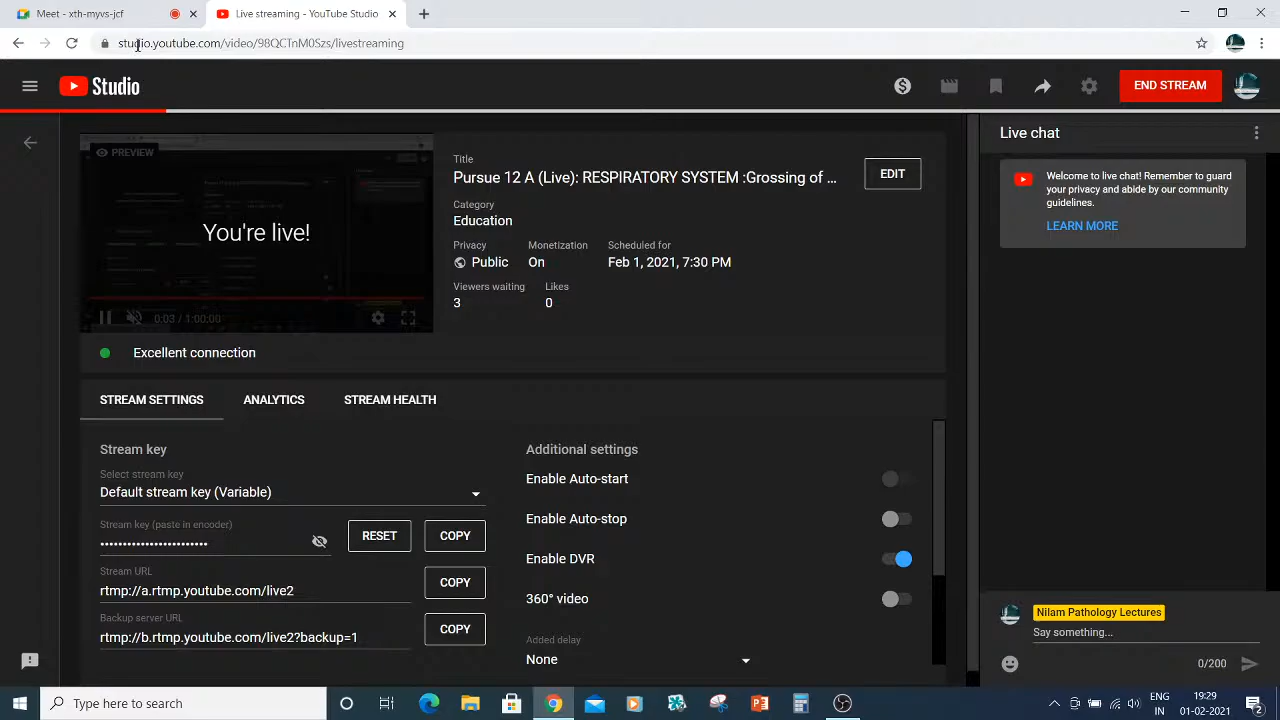 Meet - xth-myvs-jcf
Live streaming - YouTube Studio
studio.youtube.com/video/98QCTnM0Szs/livestreaming
Studio
END STREAM
PREVIEW
You're live!
0:03 / 1:00:00
Title
Pursue 12 A (Live): RESPIRATORY SYSTEM :Grossing of ...
EDIT
Category
Education
Privacy Monetization Scheduled for
Public On Feb 1, 2021, 7:30 PM
Viewers waiting Likes
3 0
Excellent connection
STREAM SETTINGS ANALYTICS STREAM HEALTH
Stream key
Select stream key
Default stream key (Variable)
Stream key (paste in encoder)
••••••••••••••••••••••••
RESET COPY
Stream URL
rtmp://a.rtmp.youtube.com/live2
COPY
Backup server URL
rtmp://b.rtmp.youtube.com/live2?backup=1
COPY
Additional settings
Enable Auto-start
Enable Auto-stop
Enable DVR
360° video
Added delay
None
Live chat
Welcome to live chat! Remember to guard
your privacy and abide by our community
guidelines.
LEARN MORE
Nilam Pathology Lectures
Say something...
0/200
Type here to search
ENG
IN
19:29
01-02-2021
2